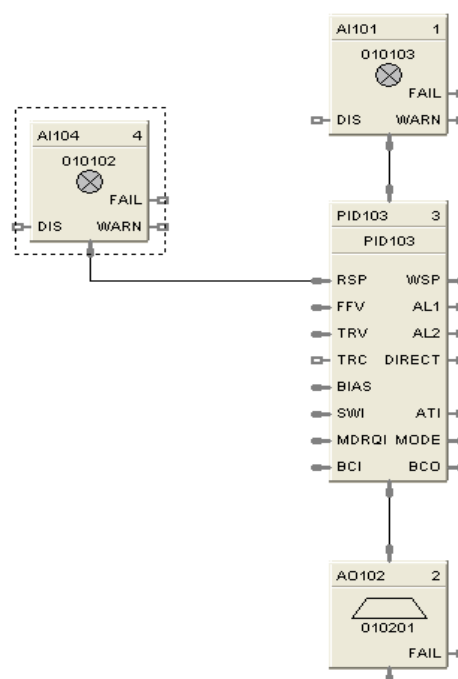 AI101 1
010103
FAIL
DIS WARN
AI104 4
010102
FAIL
DIS WARN
PID103 3
PID103
RSP WSP
FFV AL1
TRV AL2
TRC DIRECT
BIAS
SWI ATI
MDRQI MODE
BCI BCO
AO102 2
010201
FAIL